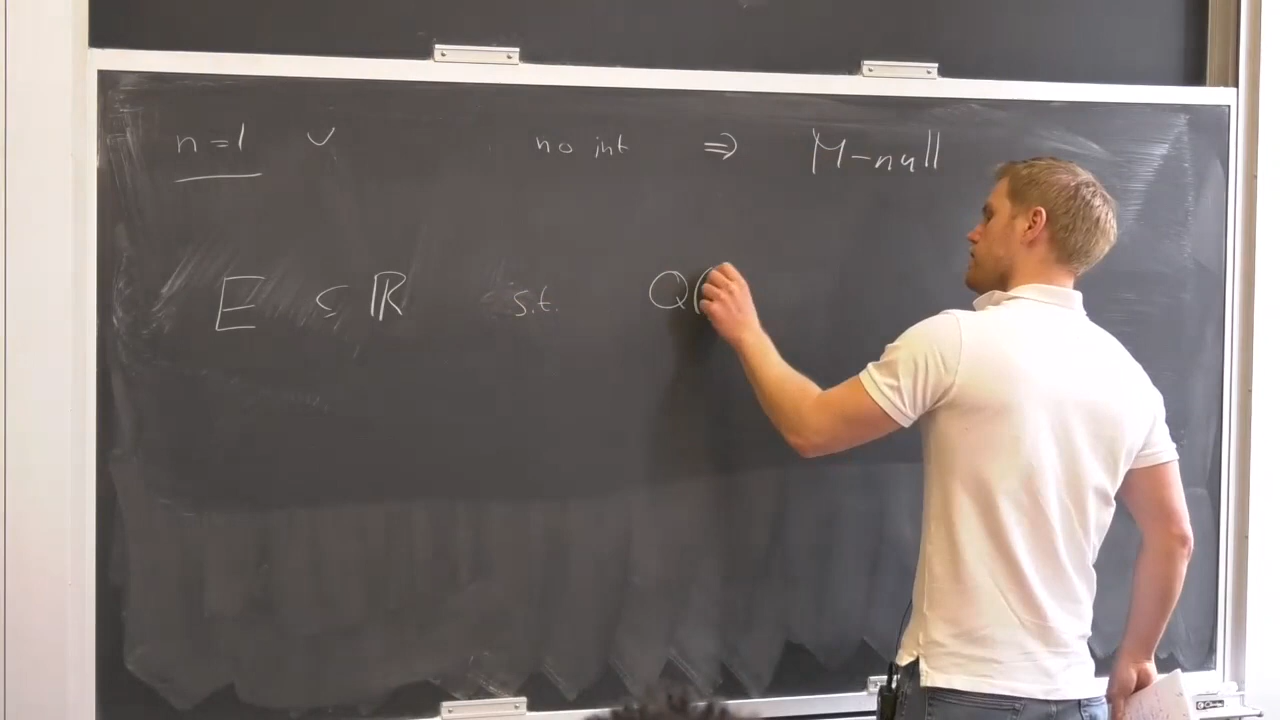 n=1 ∨ no int ⇒ M-null
E ⊆ ℝ s.t. Q(